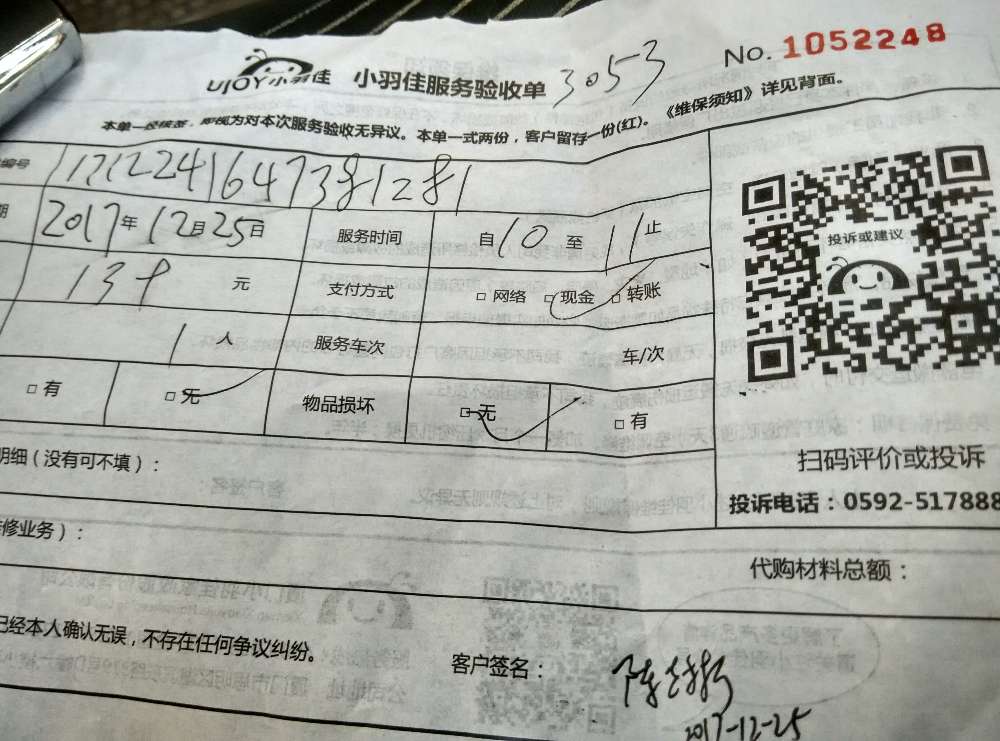 UJOY小羽佳 小羽佳服务验收单 3053 No. 1052248
本单一经核签，即视为对本次服务验收无异议。本单一式两份，客户留存一份(红)。《维保须知》详见背面。
编号 1712241647381281
期 2017年12月25日 服务时间 自10至11止
139元 支付方式 □网络 □现金 □转账
1人 服务车次 车/次
□有 □无 物品损坏 □无 □有
投诉或建议
扫码评价或投诉
明细（没有可不填）：
投诉电话：0592-517888
修业务）：
代购材料总额：
已经本人确认无误，不存在任何争议纠纷。
客户签名：
2017-12-25